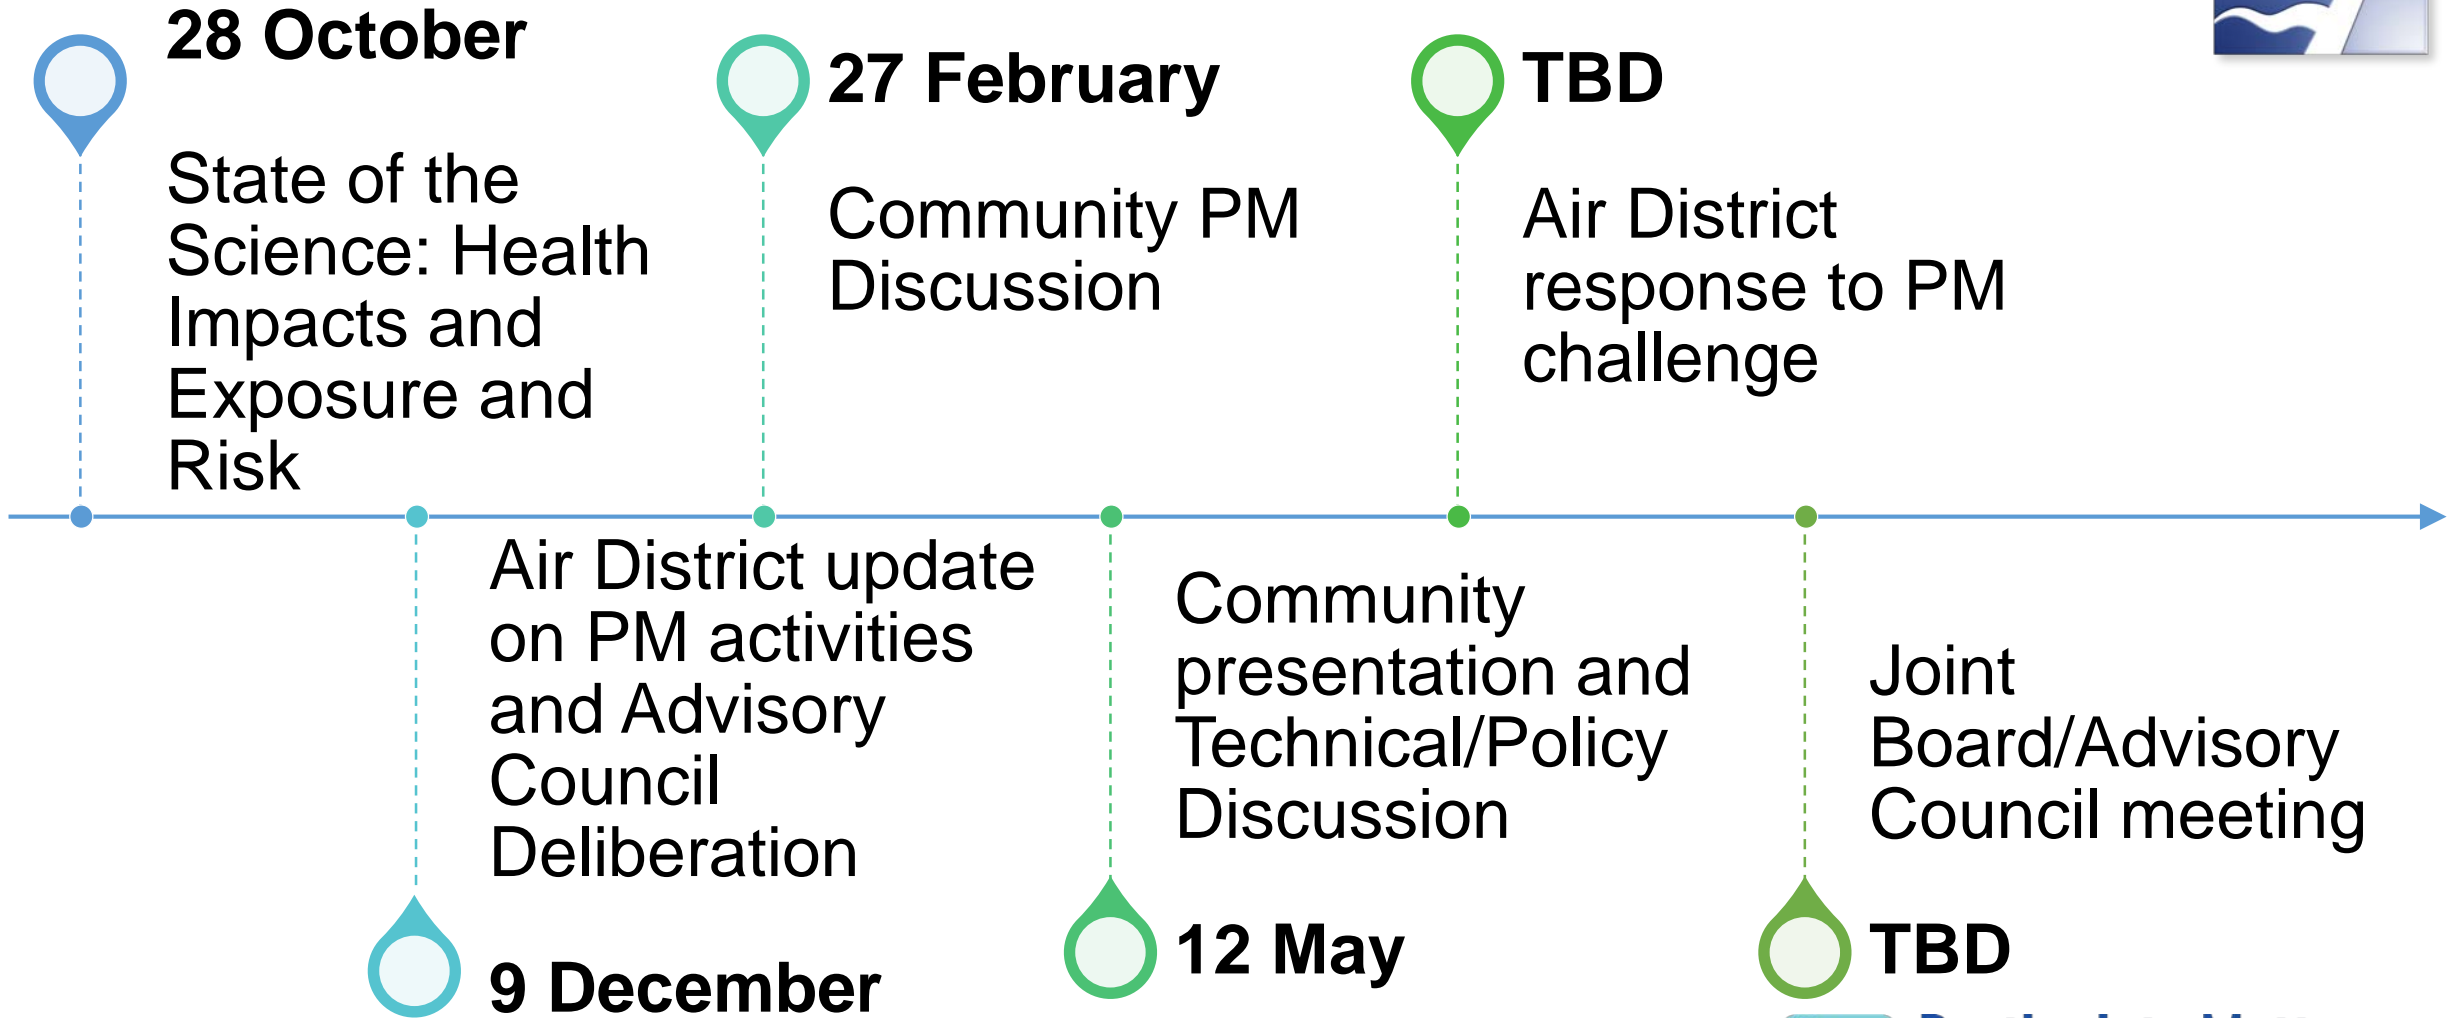 28 October
State of the
Science: Health
Impacts and
Exposure and
Risk
27 February
Community PM
Discussion
TBD
Air District
response to PM
challenge
Air District update
on PM activities
and Advisory
Council
Deliberation
9 December
Community
presentation and
Technical/Policy
Discussion
12 May
Joint
Board/Advisory
Council meeting
TBD